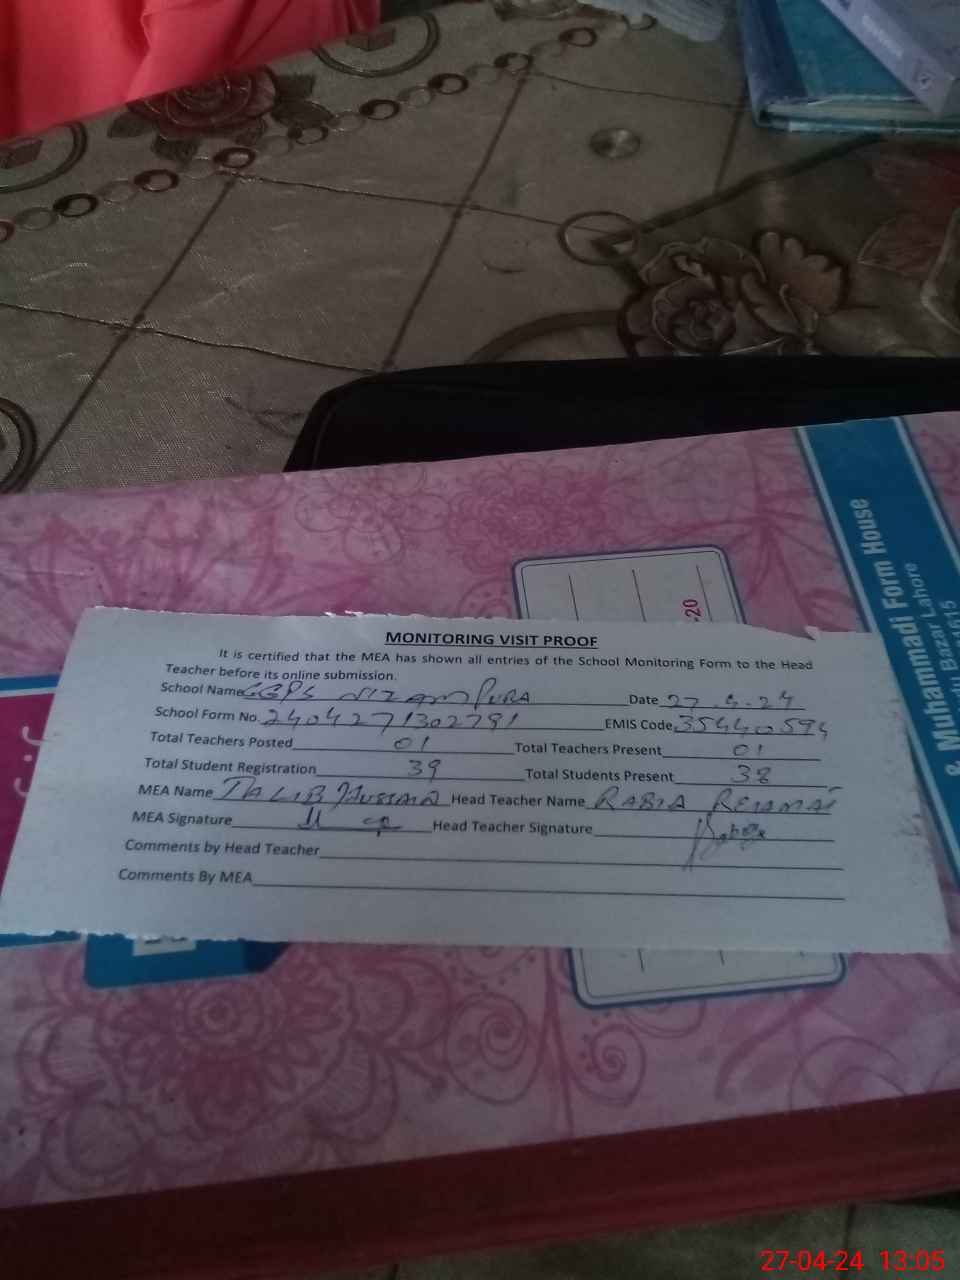 & Muhammadi Form House
Bazar Lahore
-20
MONITORING VISIT PROOF
It is certified that the MEA has shown all entries of the School Monitoring Form to the Head
Teacher before its online submission.
School Name GGPS NIZAM PURA Date 27-4-24
School Form No. 2404271302791 EMIS Code 35440594
Total Teachers Posted 01 Total Teachers Present 01
Total Student Registration 39 Total Students Present 38
MEA Name TALIB HUSSAIN Head Teacher Name RABIA
MEA Signature Head Teacher Signature
Comments by Head Teacher
Comments By MEA
27-04-24 13:05